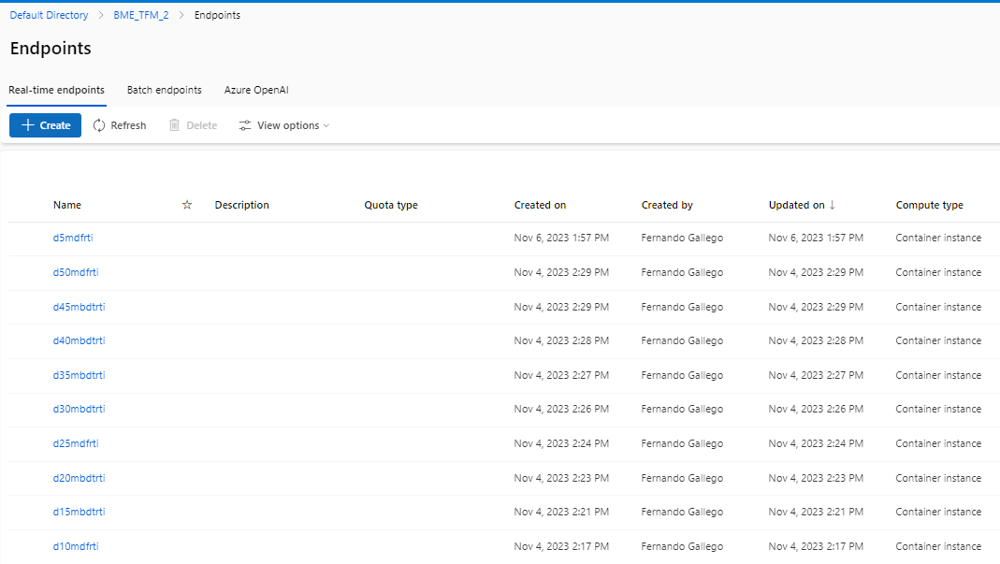 Default Directory > BME_TFM_2 > Endpoints
Endpoints
Real-time endpoints Batch endpoints Azure OpenAI
Create Refresh Delete View options
Name Description Quota type Created on Created by Updated on ↓ Compute type
d5mdfrti Nov 6, 2023 1:57 PM Fernando Gallego Nov 6, 2023 1:57 PM Container instance
d50mdfrti Nov 4, 2023 2:29 PM Fernando Gallego Nov 4, 2023 2:29 PM Container instance
d45mbdtrti Nov 4, 2023 2:29 PM Fernando Gallego Nov 4, 2023 2:29 PM Container instance
d40mbdtrti Nov 4, 2023 2:28 PM Fernando Gallego Nov 4, 2023 2:28 PM Container instance
d35mbdtrti Nov 4, 2023 2:27 PM Fernando Gallego Nov 4, 2023 2:27 PM Container instance
d30mbdtrti Nov 4, 2023 2:26 PM Fernando Gallego Nov 4, 2023 2:26 PM Container instance
d25mdfrti Nov 4, 2023 2:24 PM Fernando Gallego Nov 4, 2023 2:24 PM Container instance
d20mbdtrti Nov 4, 2023 2:23 PM Fernando Gallego Nov 4, 2023 2:23 PM Container instance
d15mbdtrti Nov 4, 2023 2:21 PM Fernando Gallego Nov 4, 2023 2:21 PM Container instance
d10mdfrti Nov 4, 2023 2:17 PM Fernando Gallego Nov 4, 2023 2:17 PM Container instance